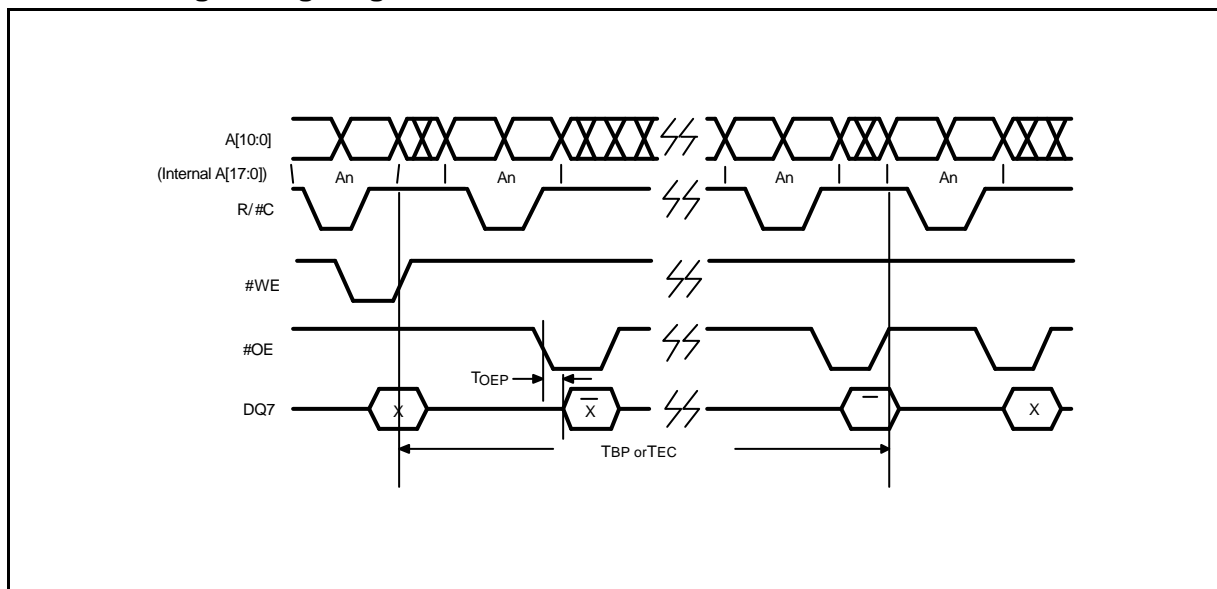 A[10:0]
(Internal A[17:0])
An An An An
R/#C
#WE
#OE
TOEP
DQ7
X X X
TBP orTEC